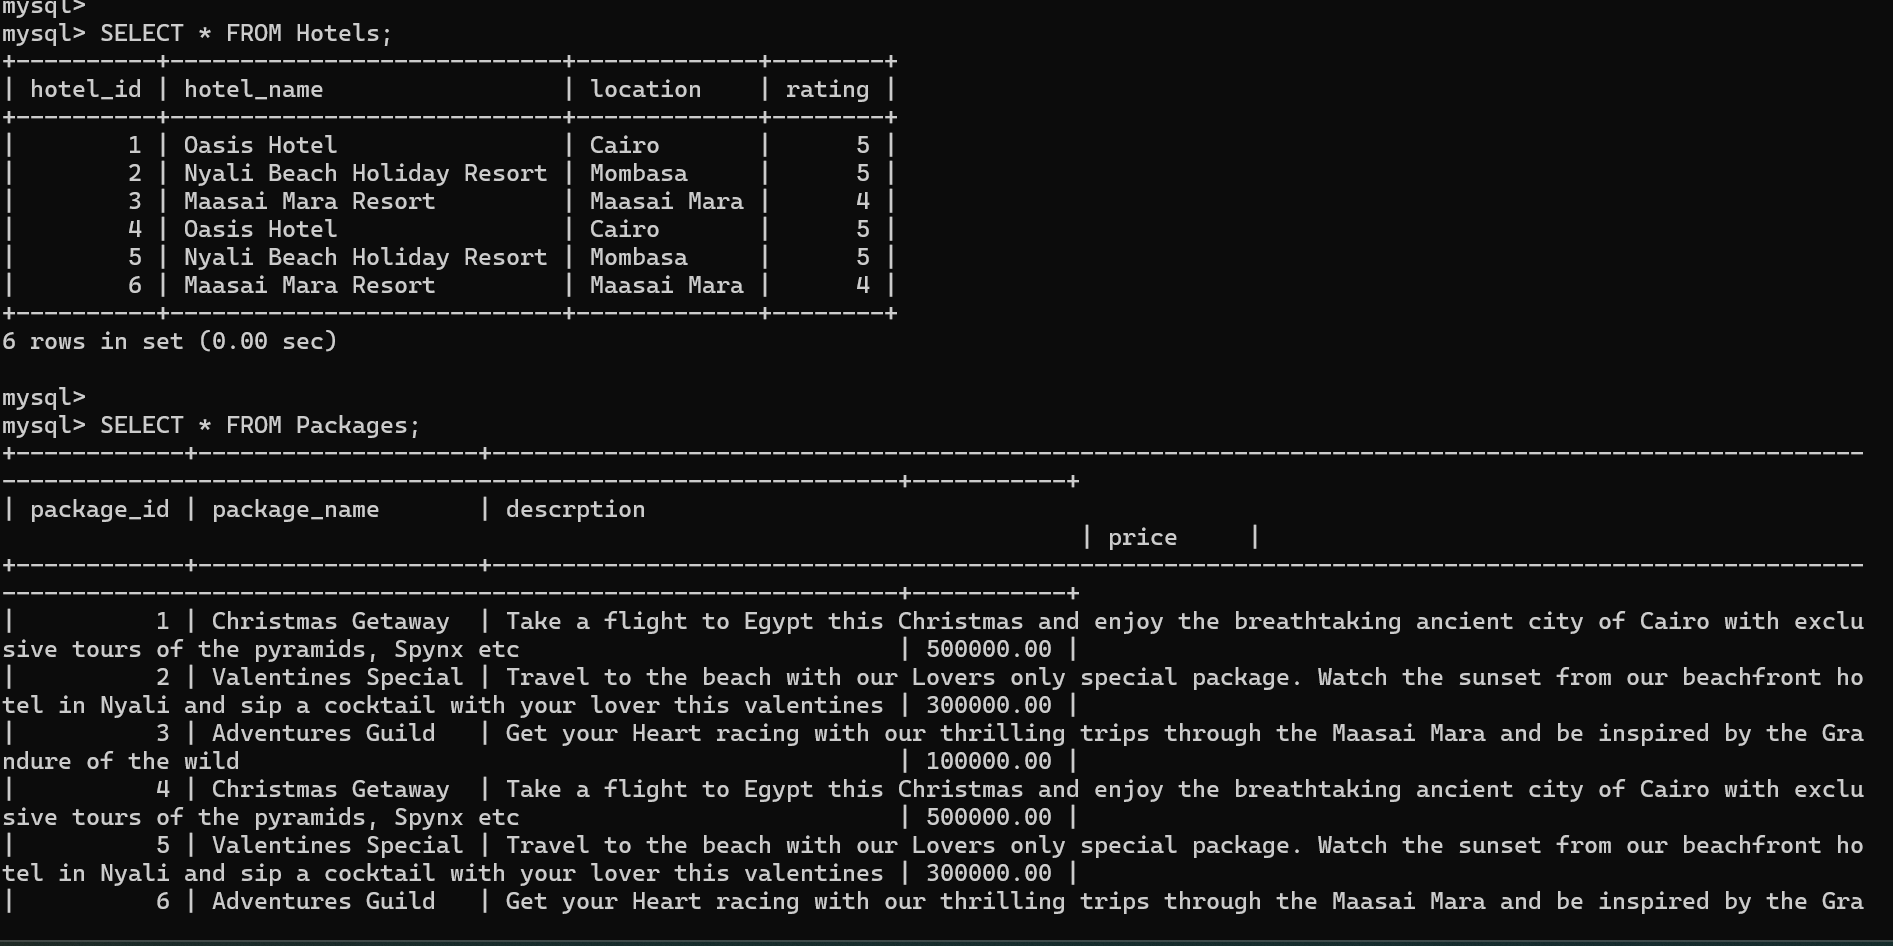 mysql>
mysql> SELECT * FROM Hotels;
+----------+----------------------------+-------------+--------+
| hotel_id | hotel_name                 | location    | rating |
+----------+----------------------------+-------------+--------+
|        1 | Oasis Hotel                | Cairo       |      5 |
|        2 | Nyali Beach Holiday Resort | Mombasa     |      5 |
|        3 | Maasai Mara Resort         | Maasai Mara |      4 |
|        4 | Oasis Hotel                | Cairo       |      5 |
|        5 | Nyali Beach Holiday Resort | Mombasa     |      5 |
|        6 | Maasai Mara Resort         | Maasai Mara |      4 |
+----------+----------------------------+-------------+--------+
6 rows in set (0.00 sec)
mysql>
mysql> SELECT * FROM Packages;
+------------+--------------------+--------------------------------------------------------------------------------------------------
----------------------------------------------------------------+-----------+
| package_id | package_name       | descrption
| price     |
+------------+--------------------+--------------------------------------------------------------------------------------------------
----------------------------------------------------------------+-----------+
|          1 | Christmas Getaway  | Take a flight to Egypt this Christmas and enjoy the breathtaking ancient city of Cairo with exclu
sive tours of the pyramids, Spynx etc                           | 500000.00 |
|          2 | Valentines Special | Travel to the beach with our Lovers only special package. Watch the sunset from our beachfront ho
tel in Nyali and sip a cocktail with your lover this valentines | 300000.00 |
|          3 | Adventures Guild   | Get your Heart racing with our thrilling trips through the Maasai Mara and be inspired by the Gra
ndure of the wild                                               | 100000.00 |
|          4 | Christmas Getaway  | Take a flight to Egypt this Christmas and enjoy the breathtaking ancient city of Cairo with exclu
sive tours of the pyramids, Spynx etc                           | 500000.00 |
|          5 | Valentines Special | Travel to the beach with our Lovers only special package. Watch the sunset from our beachfront ho
tel in Nyali and sip a cocktail with your lover this valentines | 300000.00 |
|          6 | Adventures Guild   | Get your Heart racing with our thrilling trips through the Maasai Mara and be inspired by the Gra